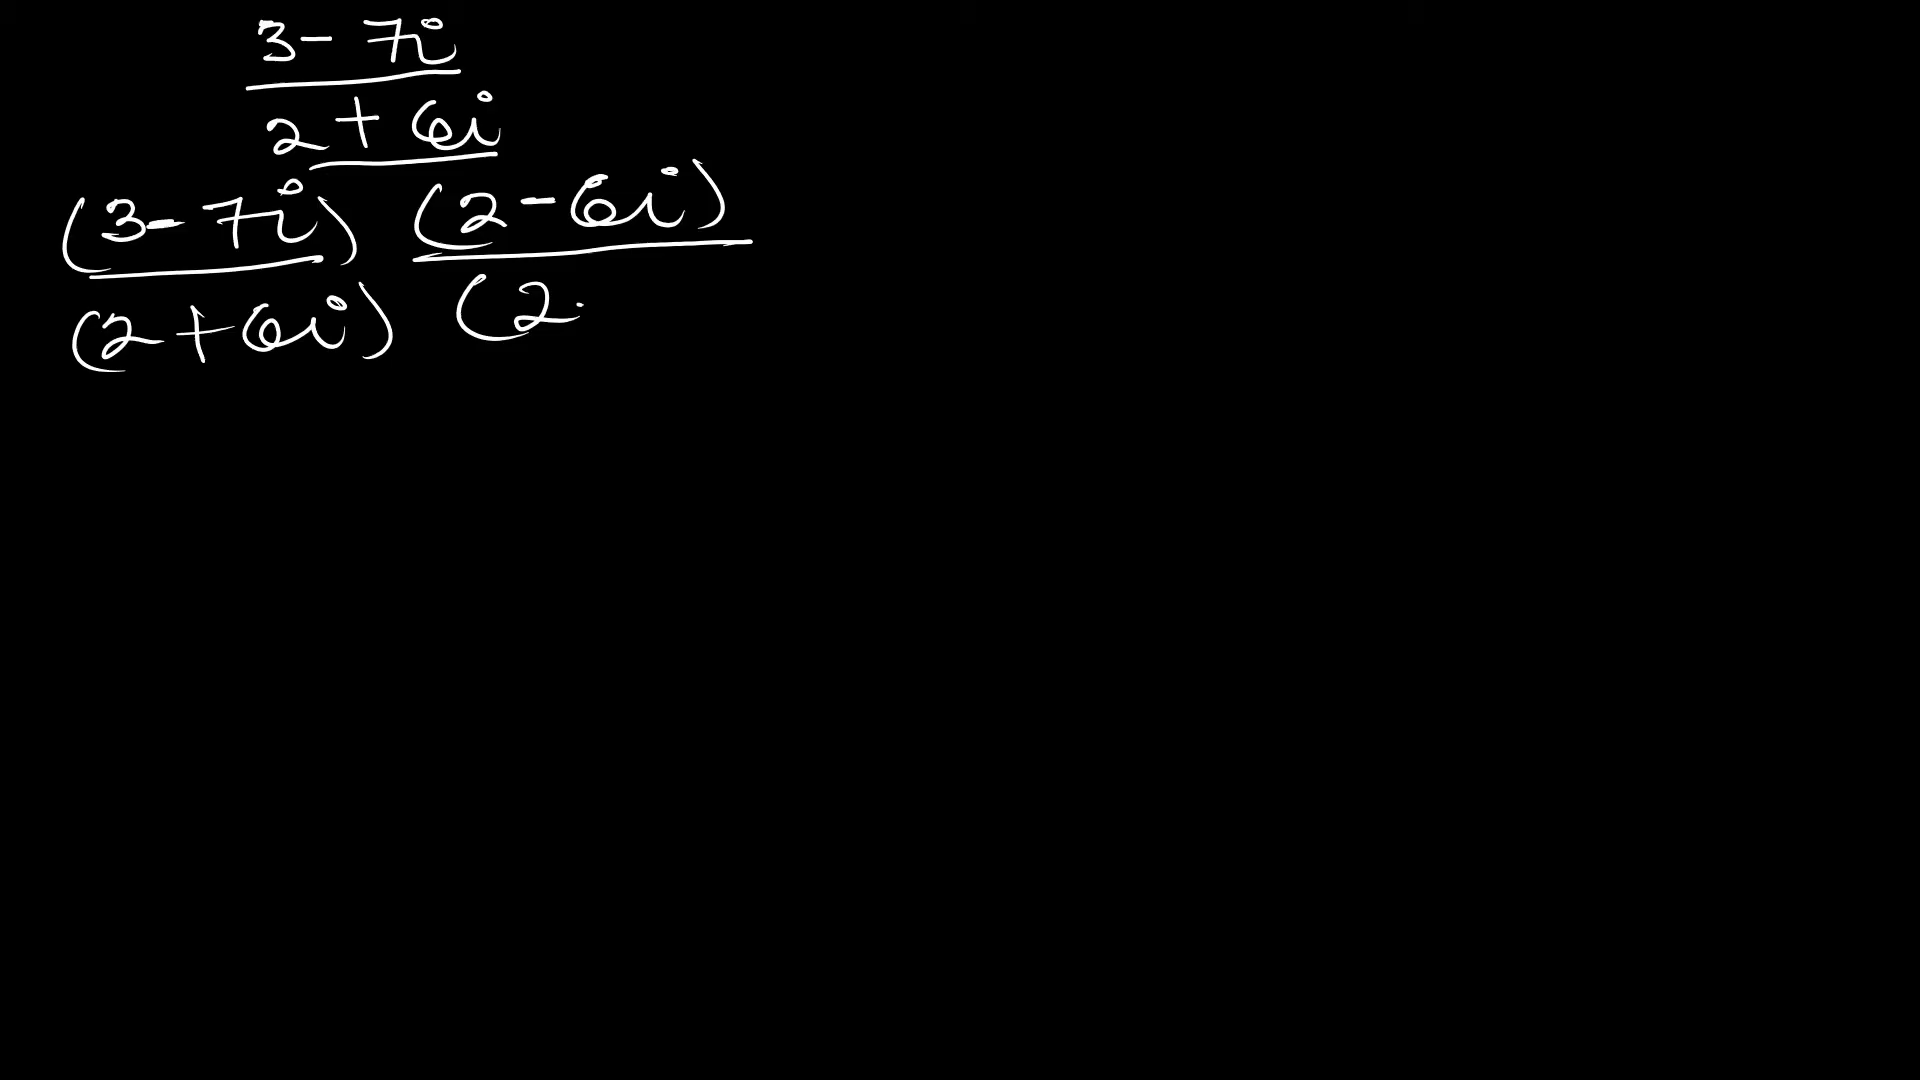 3 - 7i
2 + 6i
(3 - 7i) (2 - 6i)
(2 + 6i) (2